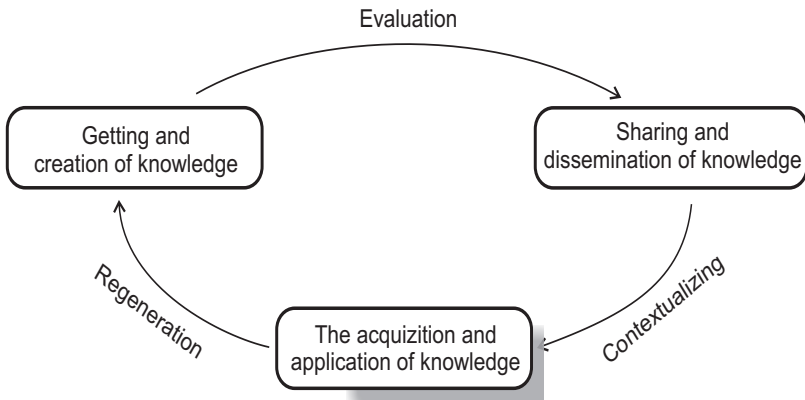 Evaluation
Getting and
creation of knowledge
Sharing and
dissemination of knowledge
Contextualizing
The acquizition and
application of knowledge
Regeneration